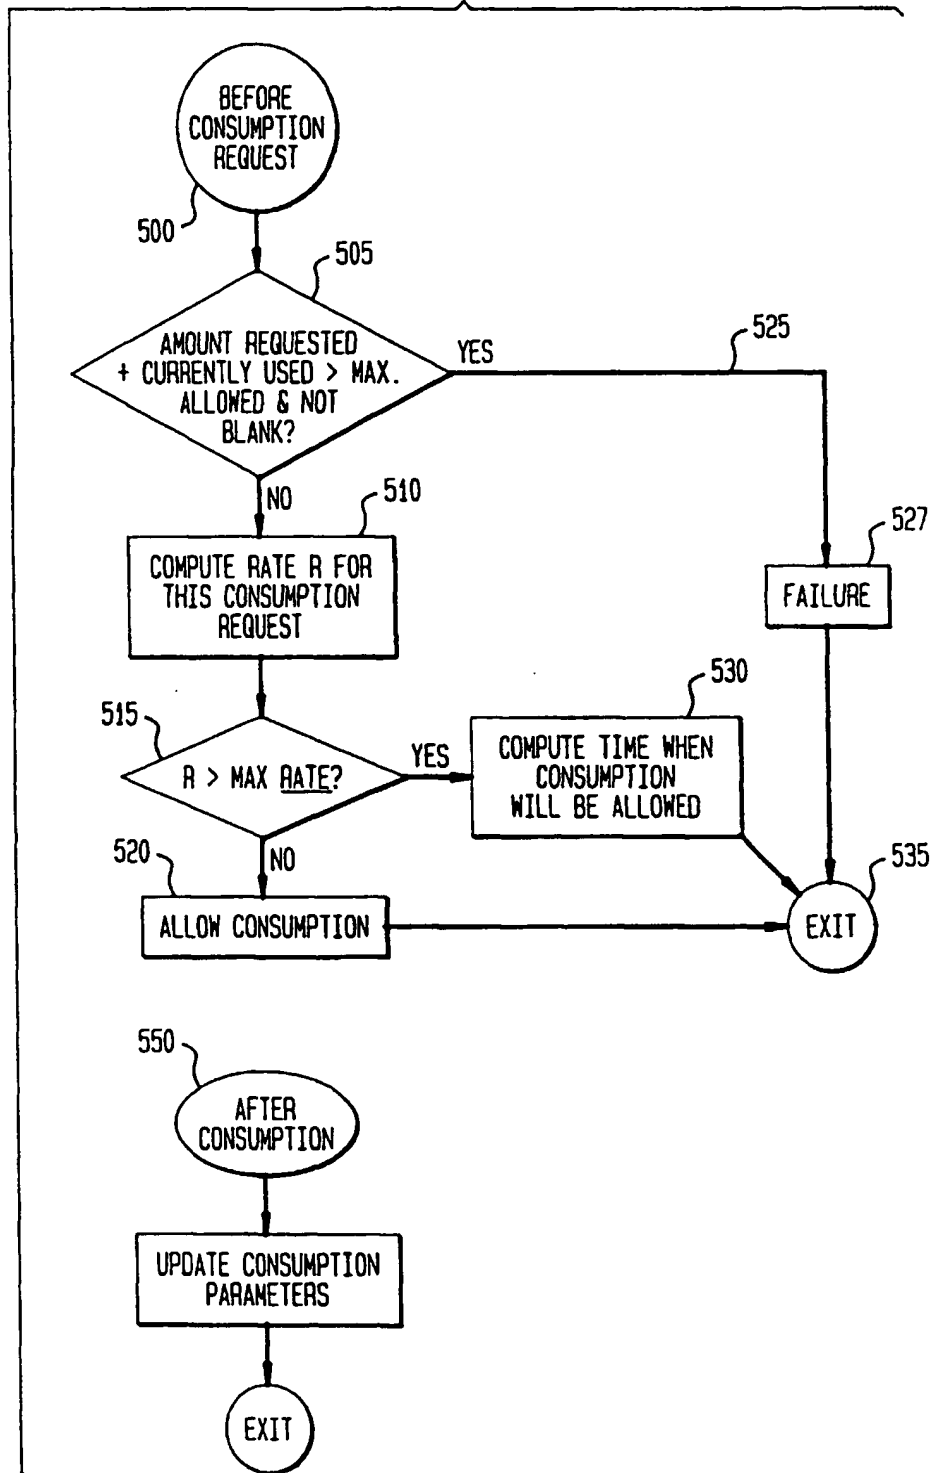 BEFORE
CONSUMPTION
REQUEST
500
505
AMOUNT REQUESTED
+ CURRENTLY USED > MAX.
ALLOWED & NOT
BLANK?
YES
525
NO
510
COMPUTE RATE R FOR
THIS CONSUMPTION
REQUEST
527
FAILURE
515
R > MAX RATE?
YES
530
COMPUTE TIME WHEN
CONSUMPTION
WILL BE ALLOWED
NO
520
ALLOW CONSUMPTION
535
EXIT
550
AFTER
CONSUMPTION
UPDATE CONSUMPTION
PARAMETERS
EXIT